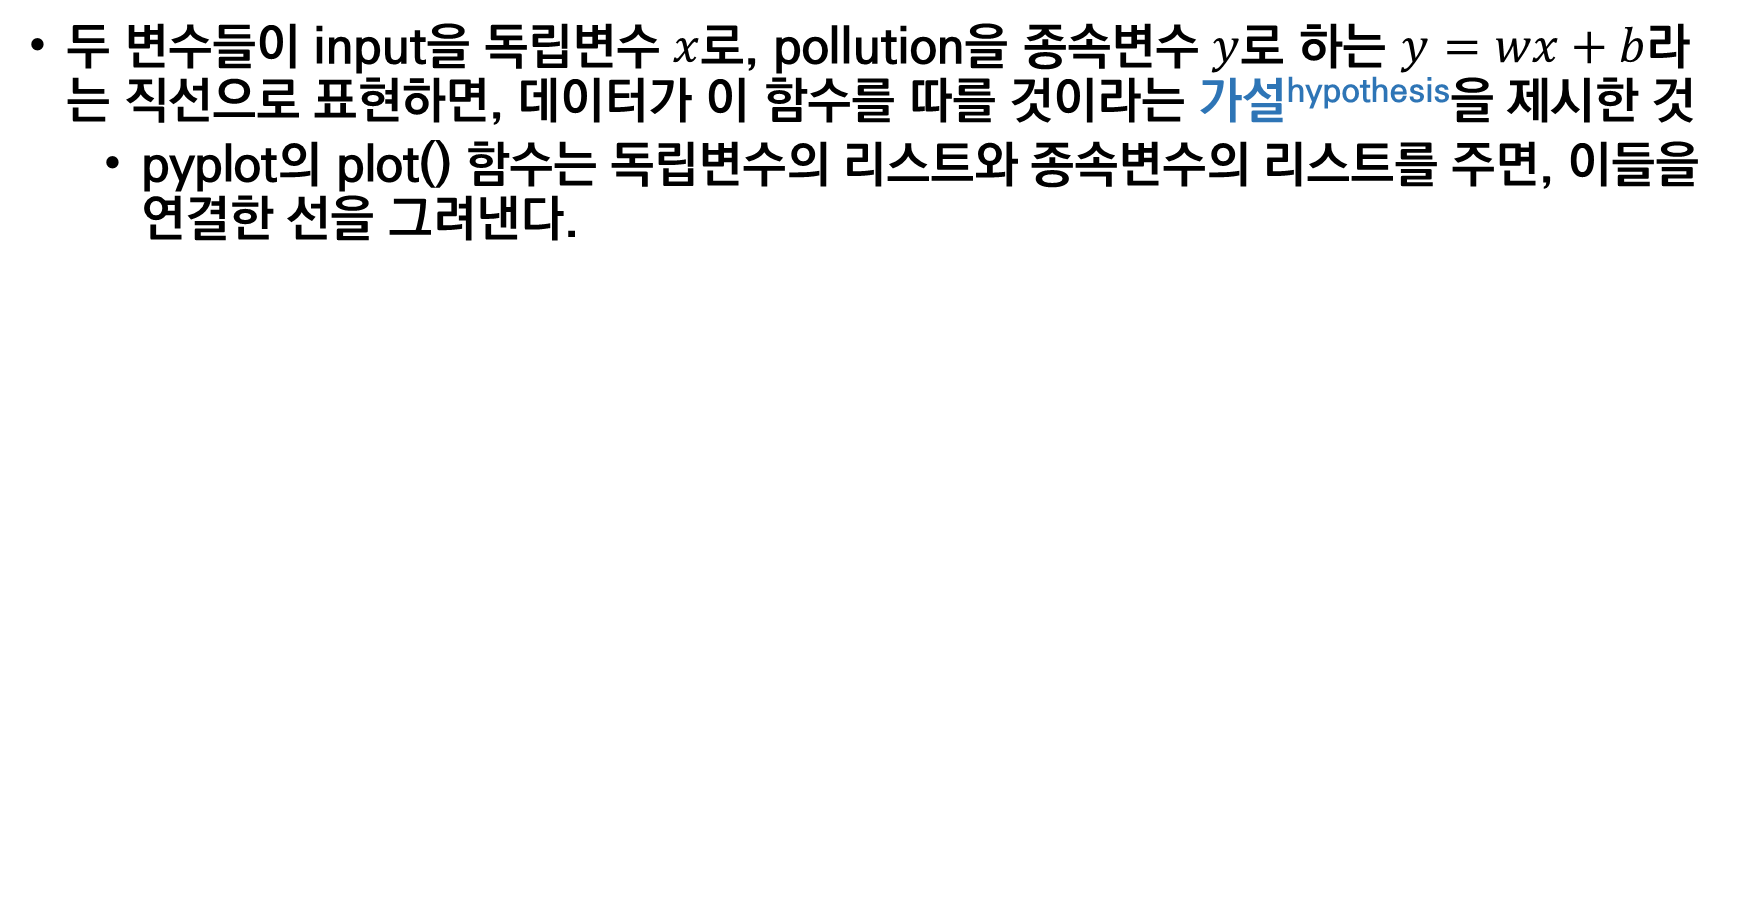 • 두 변수들이 input을 독립변수 x로, pollution을 종속변수 y로 하는 y = wx + b라
는 직선으로 표현하면, 데이터가 이 함수를 따를 것이라는 가설hypothesis을 제시한 것
• pyplot의 plot() 함수는 독립변수의 리스트와 종속변수의 리스트를 주면, 이들을
연결한 선을 그려낸다.